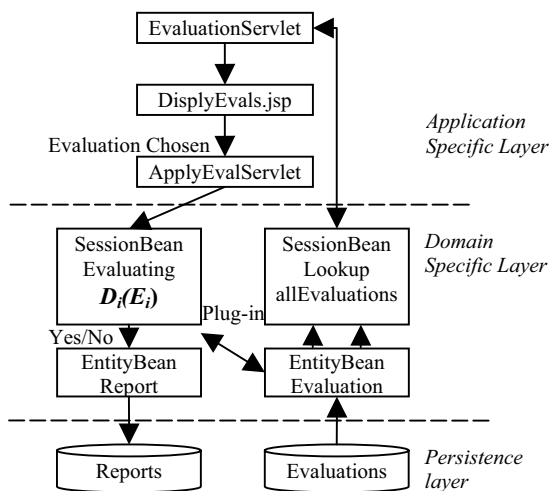 EvaluationServlet
DisplyEvals.jsp
Application
Specific Layer
Evaluation Chosen
ApplyEvalServlet
SessionBean
Evaluating
Di(Ei)
SessionBean
Lookup
allEvaluations
Domain
Specific Layer
Plug-in
Yes/No
EntityBean
Report
EntityBean
Evaluation
Reports
Evaluations
Persistence
layer